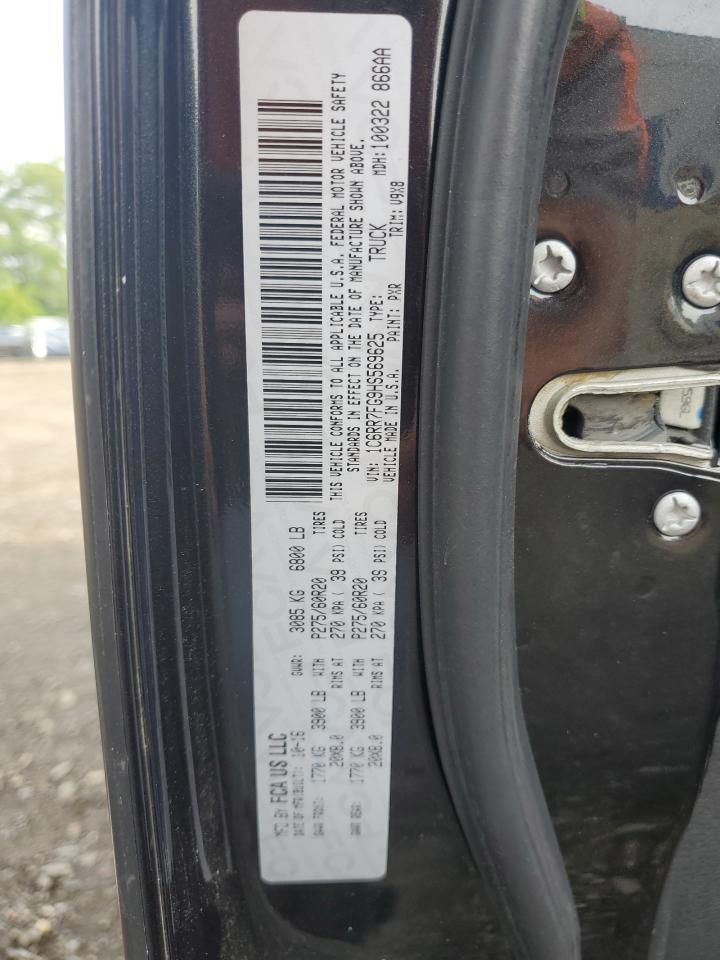 MFD. BY FCA US LLC
DATE OF MFR/BUILT: 10-16 GVWR: 3085 KG 6800 LB
GAWR FRONT: 1770 KG 3900 LB WITH P275/60R20 TIRES
20X8.0 RIMS AT 270 KPA ( 39 PSI) COLD
GAWR REAR: 1770 KG 3900 LB WITH P275/60R20 TIRES
20X8.0 RIMS AT 270 KPA ( 39 PSI) COLD
THIS VEHICLE CONFORMS TO ALL APPLICABLE U.S.A. FEDERAL MOTOR VEHICLE SAFETY
STANDARDS IN EFFECT ON THE DATE OF MANUFACTURE SHOWN ABOVE.
VIN: 1C6RR7FG9HS569625 TYPE: TRUCK MDH: 100322 866AA
VEHICLE MADE IN U.S.A. PAINT: PXR TRIM: V9X8